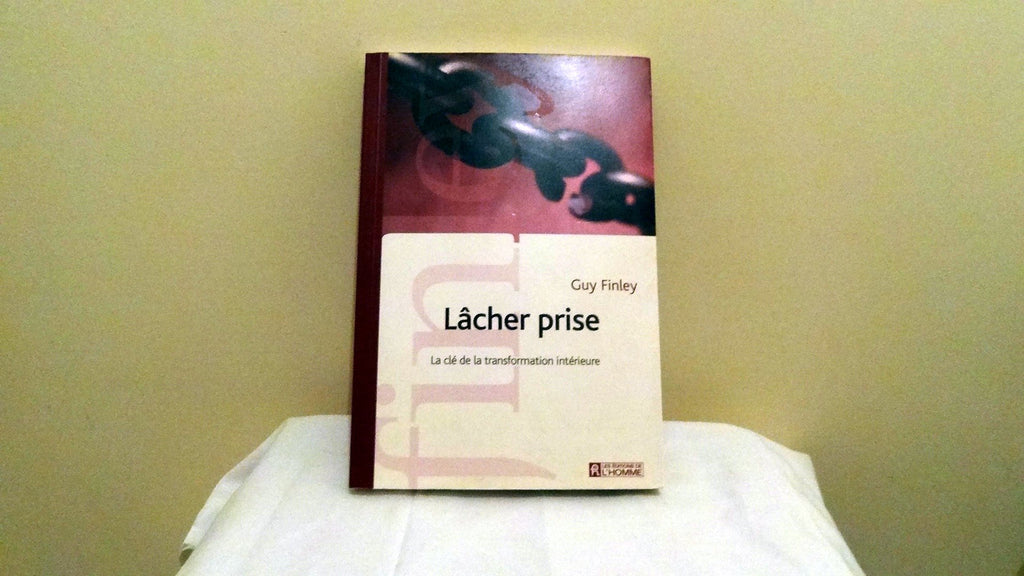 Guy Finley
Lâcher prise
La clé de la transformation intérieure
LES ÉDITIONS DE
L'HOMME